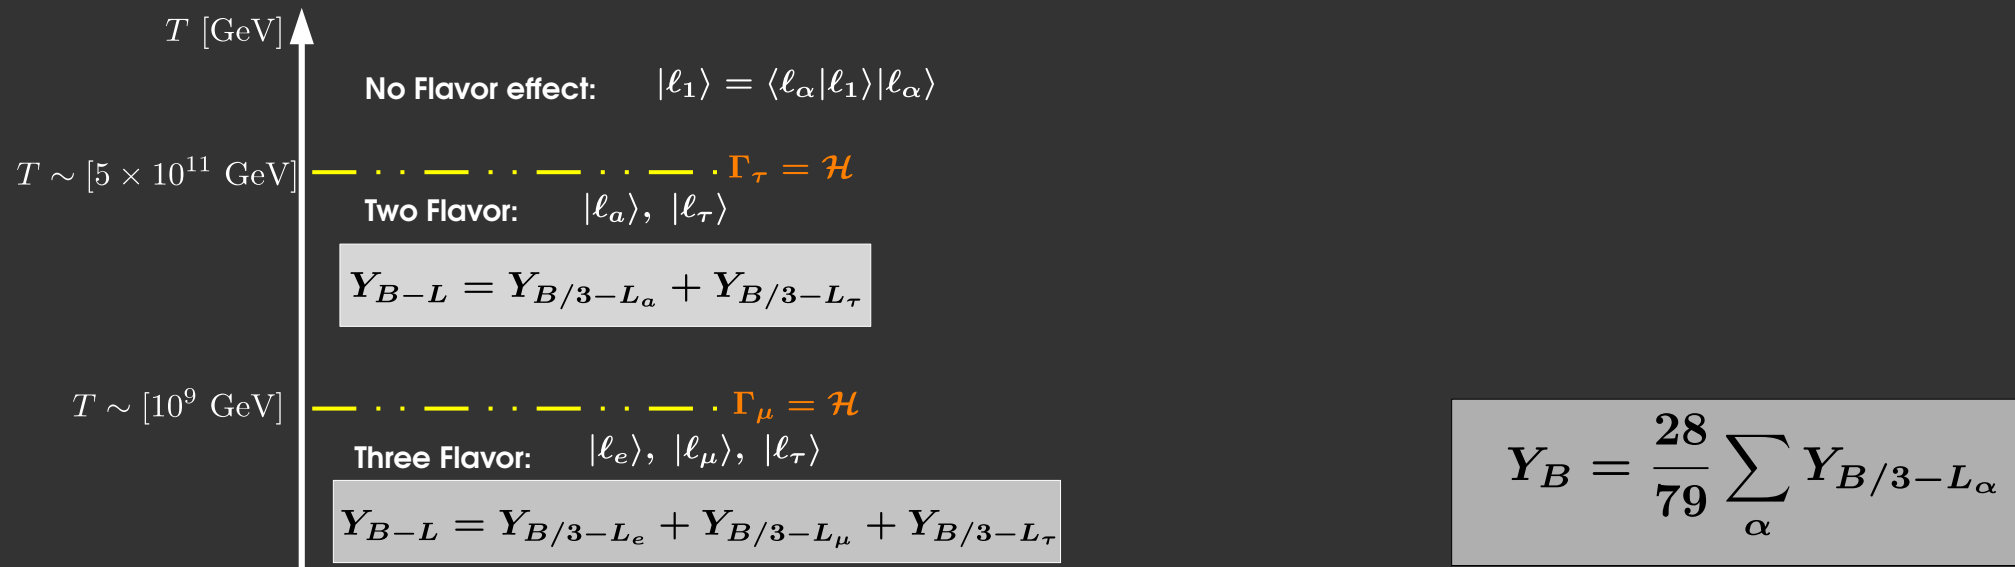 T [GeV]
No Flavor effect: |ℓ₁⟩ = ⟨ℓ_α|ℓ₁⟩|ℓ_α⟩
T ∼ [5 × 10¹¹ GeV] Γ_τ = ℋ
Two Flavor: |ℓ_a⟩, |ℓ_τ⟩
Y_{B−L} = Y_{B/3−L_a} + Y_{B/3−L_τ}
T ∼ [10⁹ GeV] Γ_μ = ℋ
Three Flavor: |ℓ_e⟩, |ℓ_μ⟩, |ℓ_τ⟩
Y_{B−L} = Y_{B/3−L_e} + Y_{B/3−L_μ} + Y_{B/3−L_τ}
Y_B = \frac{28}{79} ∑_α Y_{B/3−L_α}